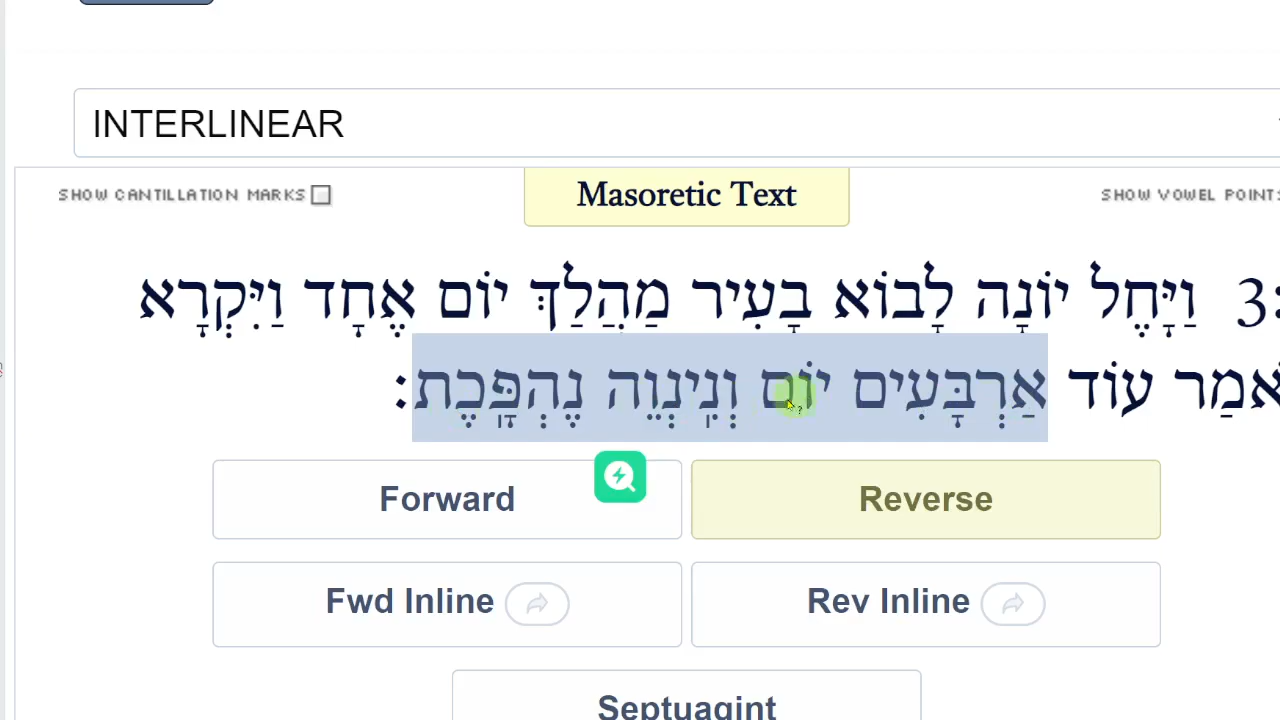 INTERLINEAR
SHOW CANTILLATION MARKS
Masoretic Text
SHOW VOWEL POINTS
3: וַיָּחֶל יוֹנָה לָבוֹא בָעִיר מַהֲלַךְ יוֹם אֶחָד וַיִּקְרָא
אמַר עוֹד אַרְבָּעִים יוֹם וְנִֽינְוֵה נֶהְפָּֽכֶת׃
Forward
Reverse
Fwd Inline
Rev Inline
Septuagint